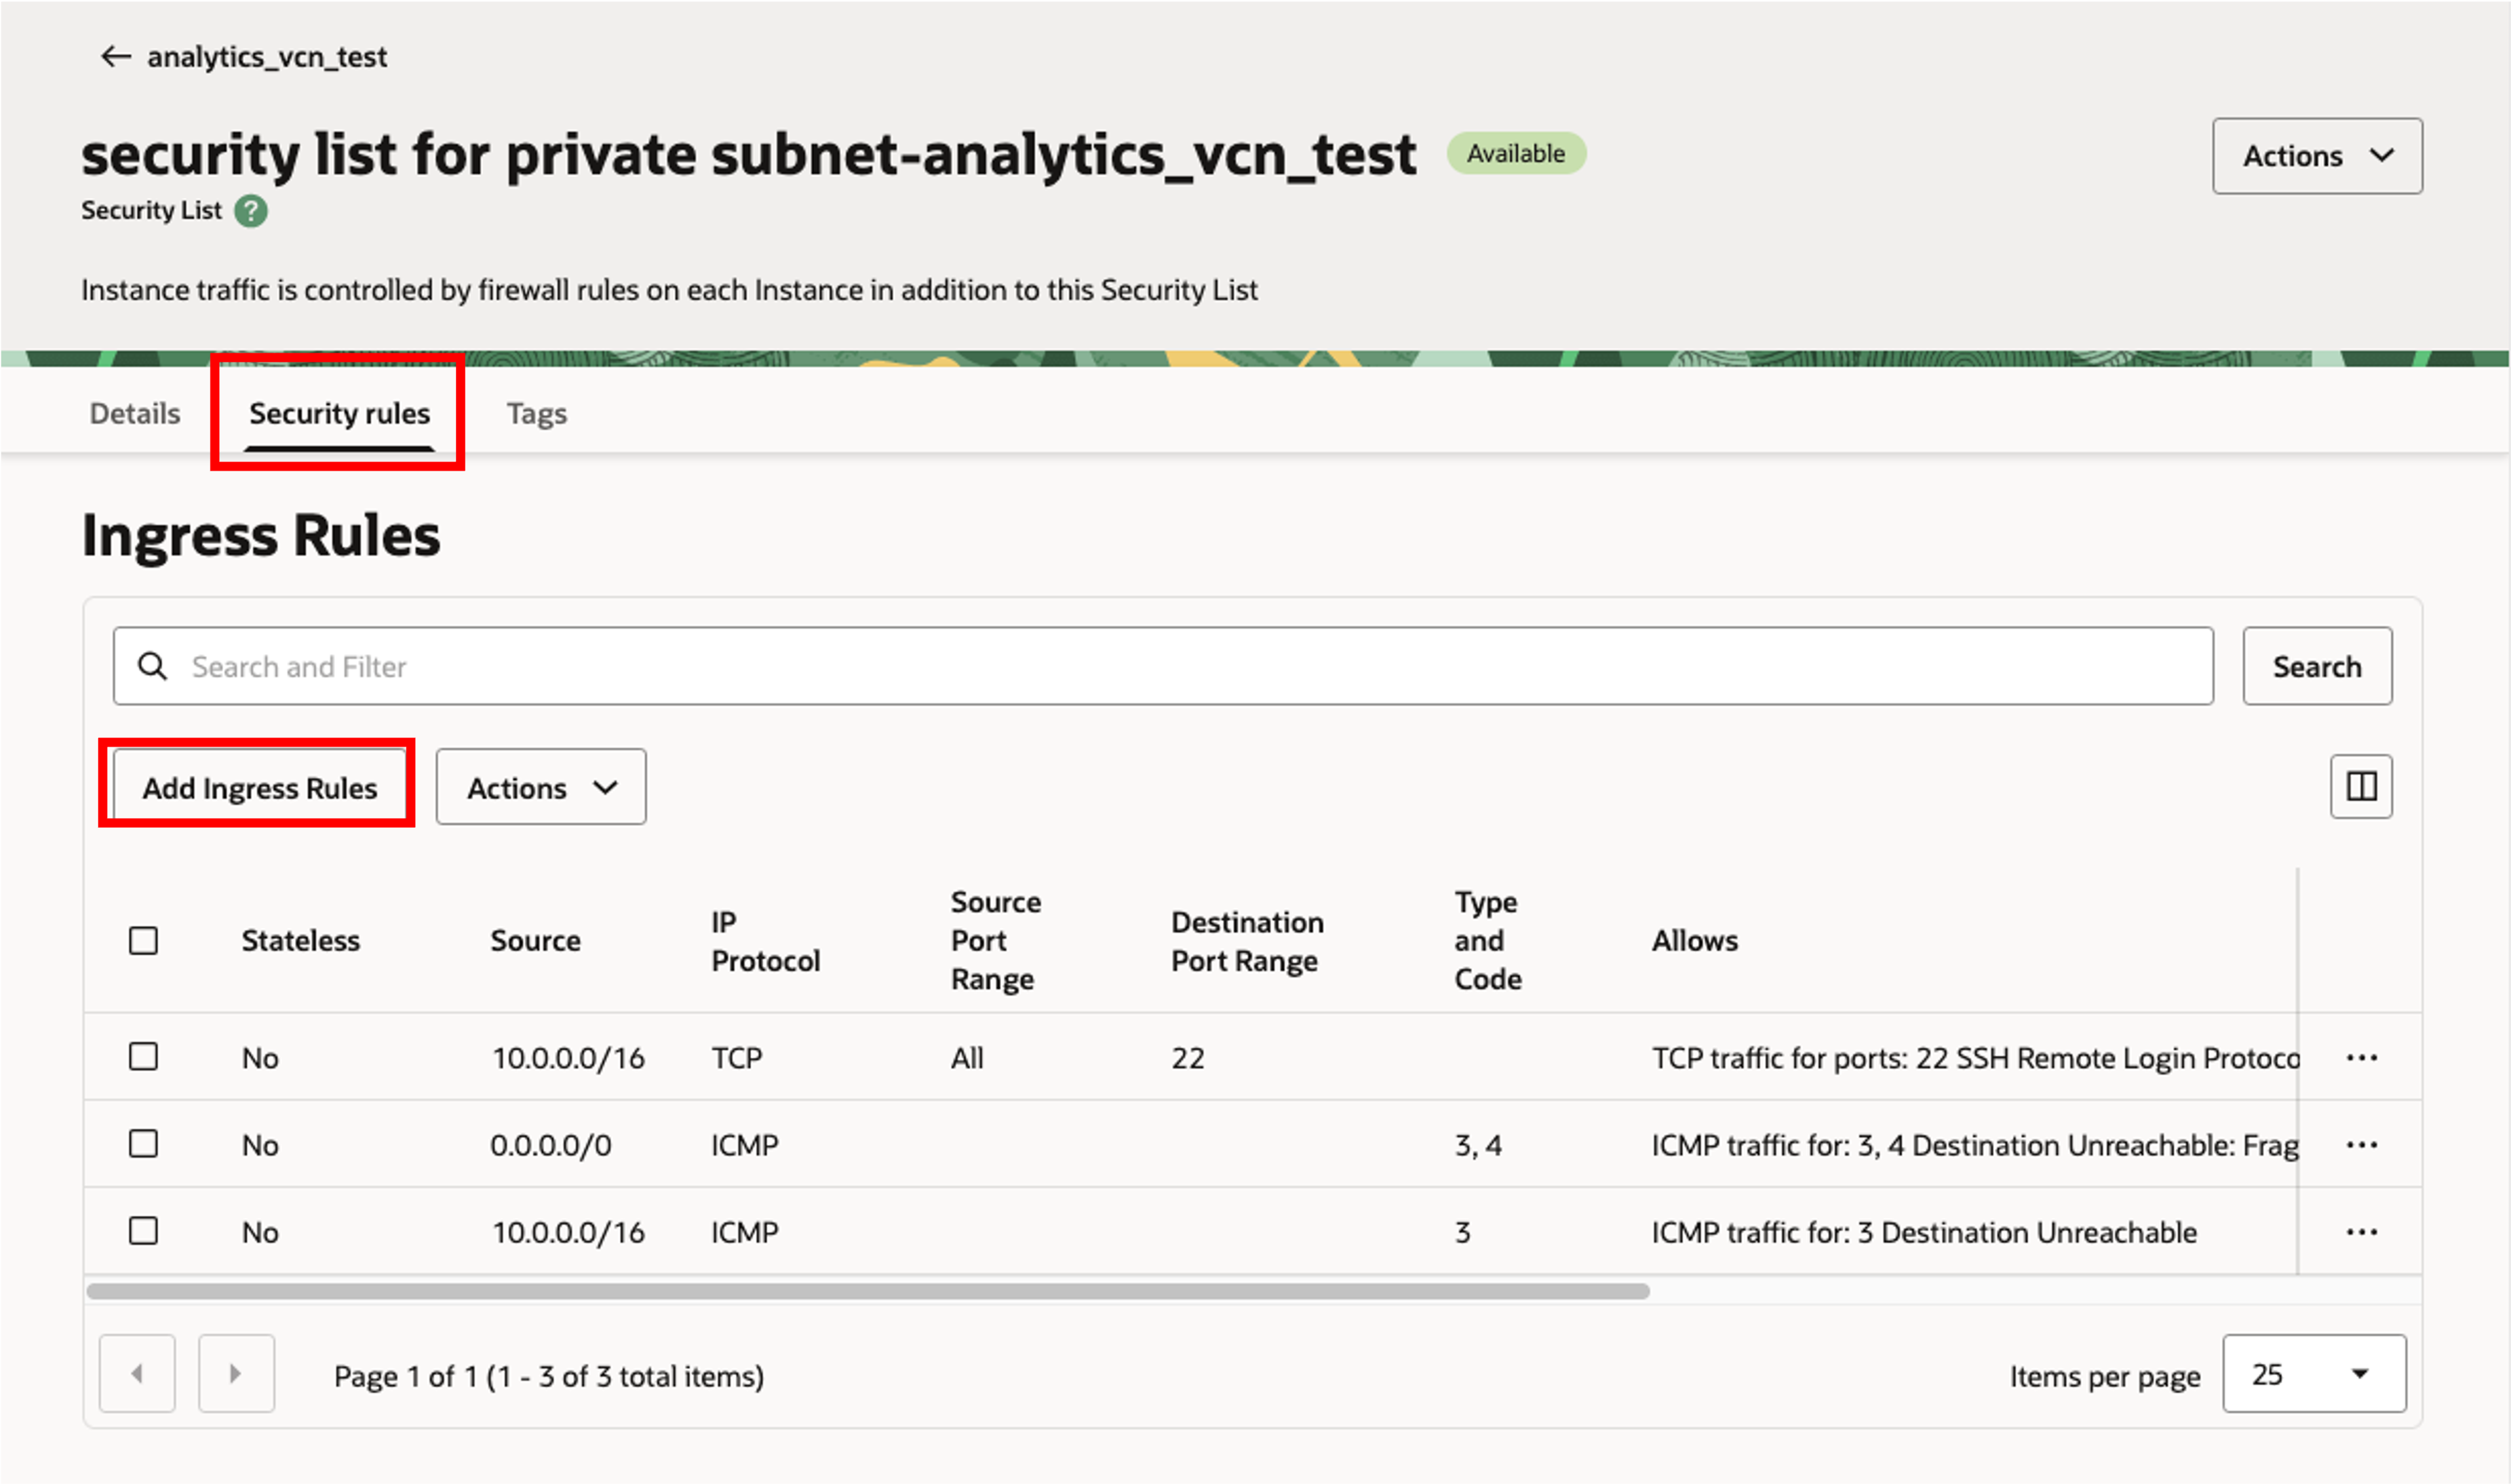 analytics_vcn_test
security list for private subnet-analytics_vcn_test Available
Actions
Security List ?
Instance traffic is controlled by firewall rules on each Instance in addition to this Security List
Details Security rules Tags
Ingress Rules
Search and Filter Search
Add Ingress Rules Actions
Stateless Source IP Protocol Source Port Range Destination Port Range Type and Code Allows
No 10.0.0.0/16 TCP All 22 TCP traffic for ports: 22 SSH Remote Login Protoco
No 0.0.0.0/0 ICMP 3, 4 ICMP traffic for: 3, 4 Destination Unreachable: Frag
No 10.0.0.0/16 ICMP 3 ICMP traffic for: 3 Destination Unreachable
Page 1 of 1 (1 - 3 of 3 total items) Items per page 25